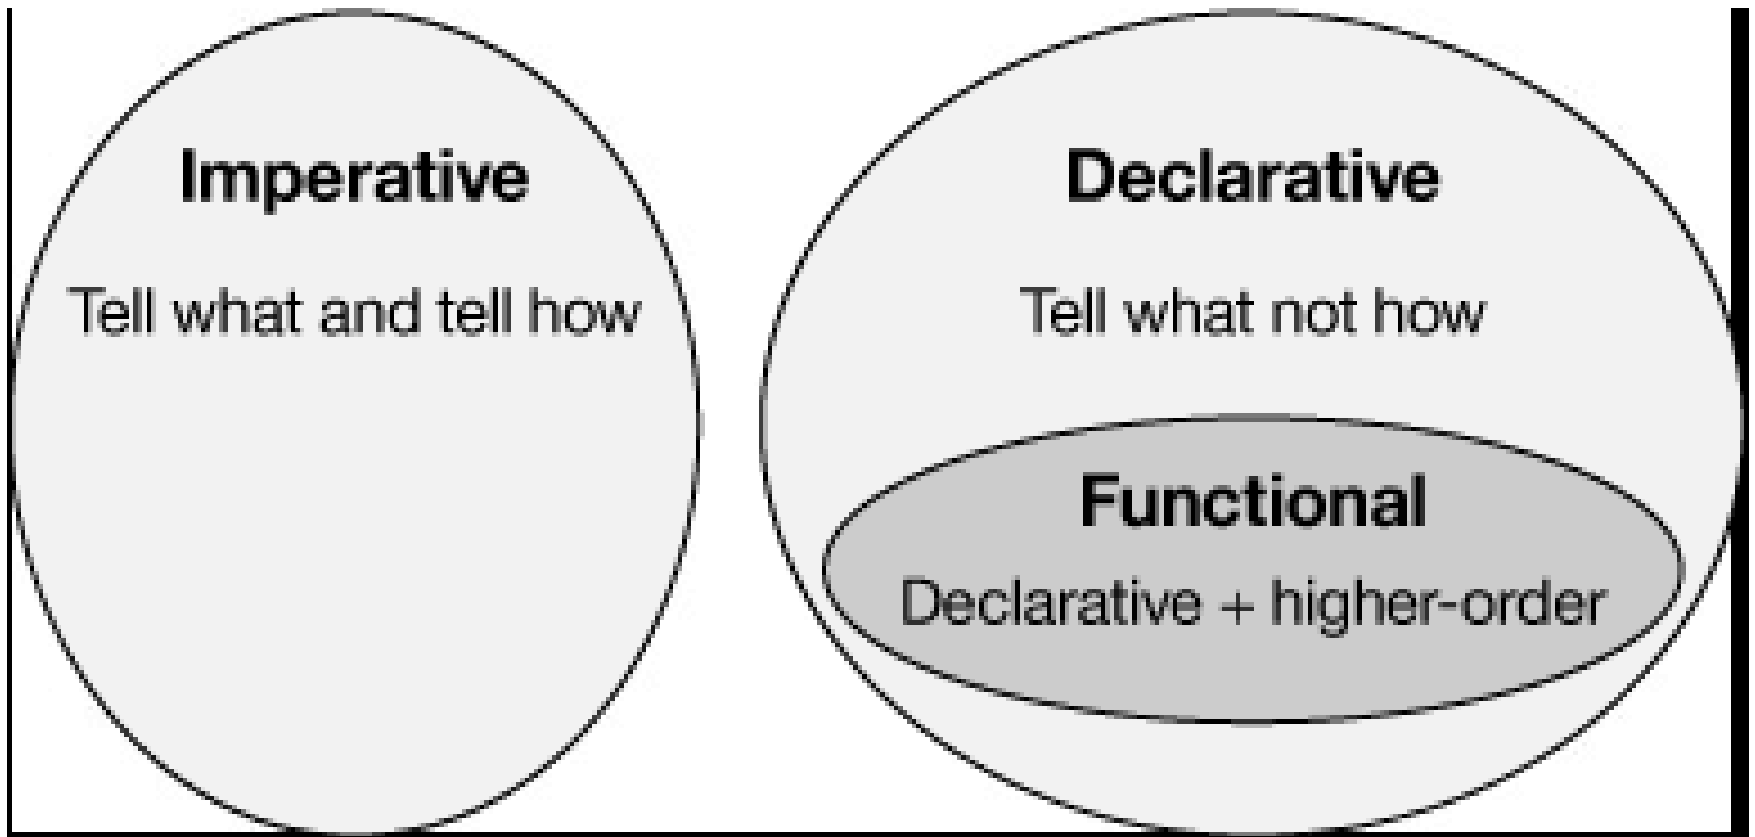 Imperative
Tell what and tell how
Declarative
Tell what not how
Functional
Declarative + higher-order